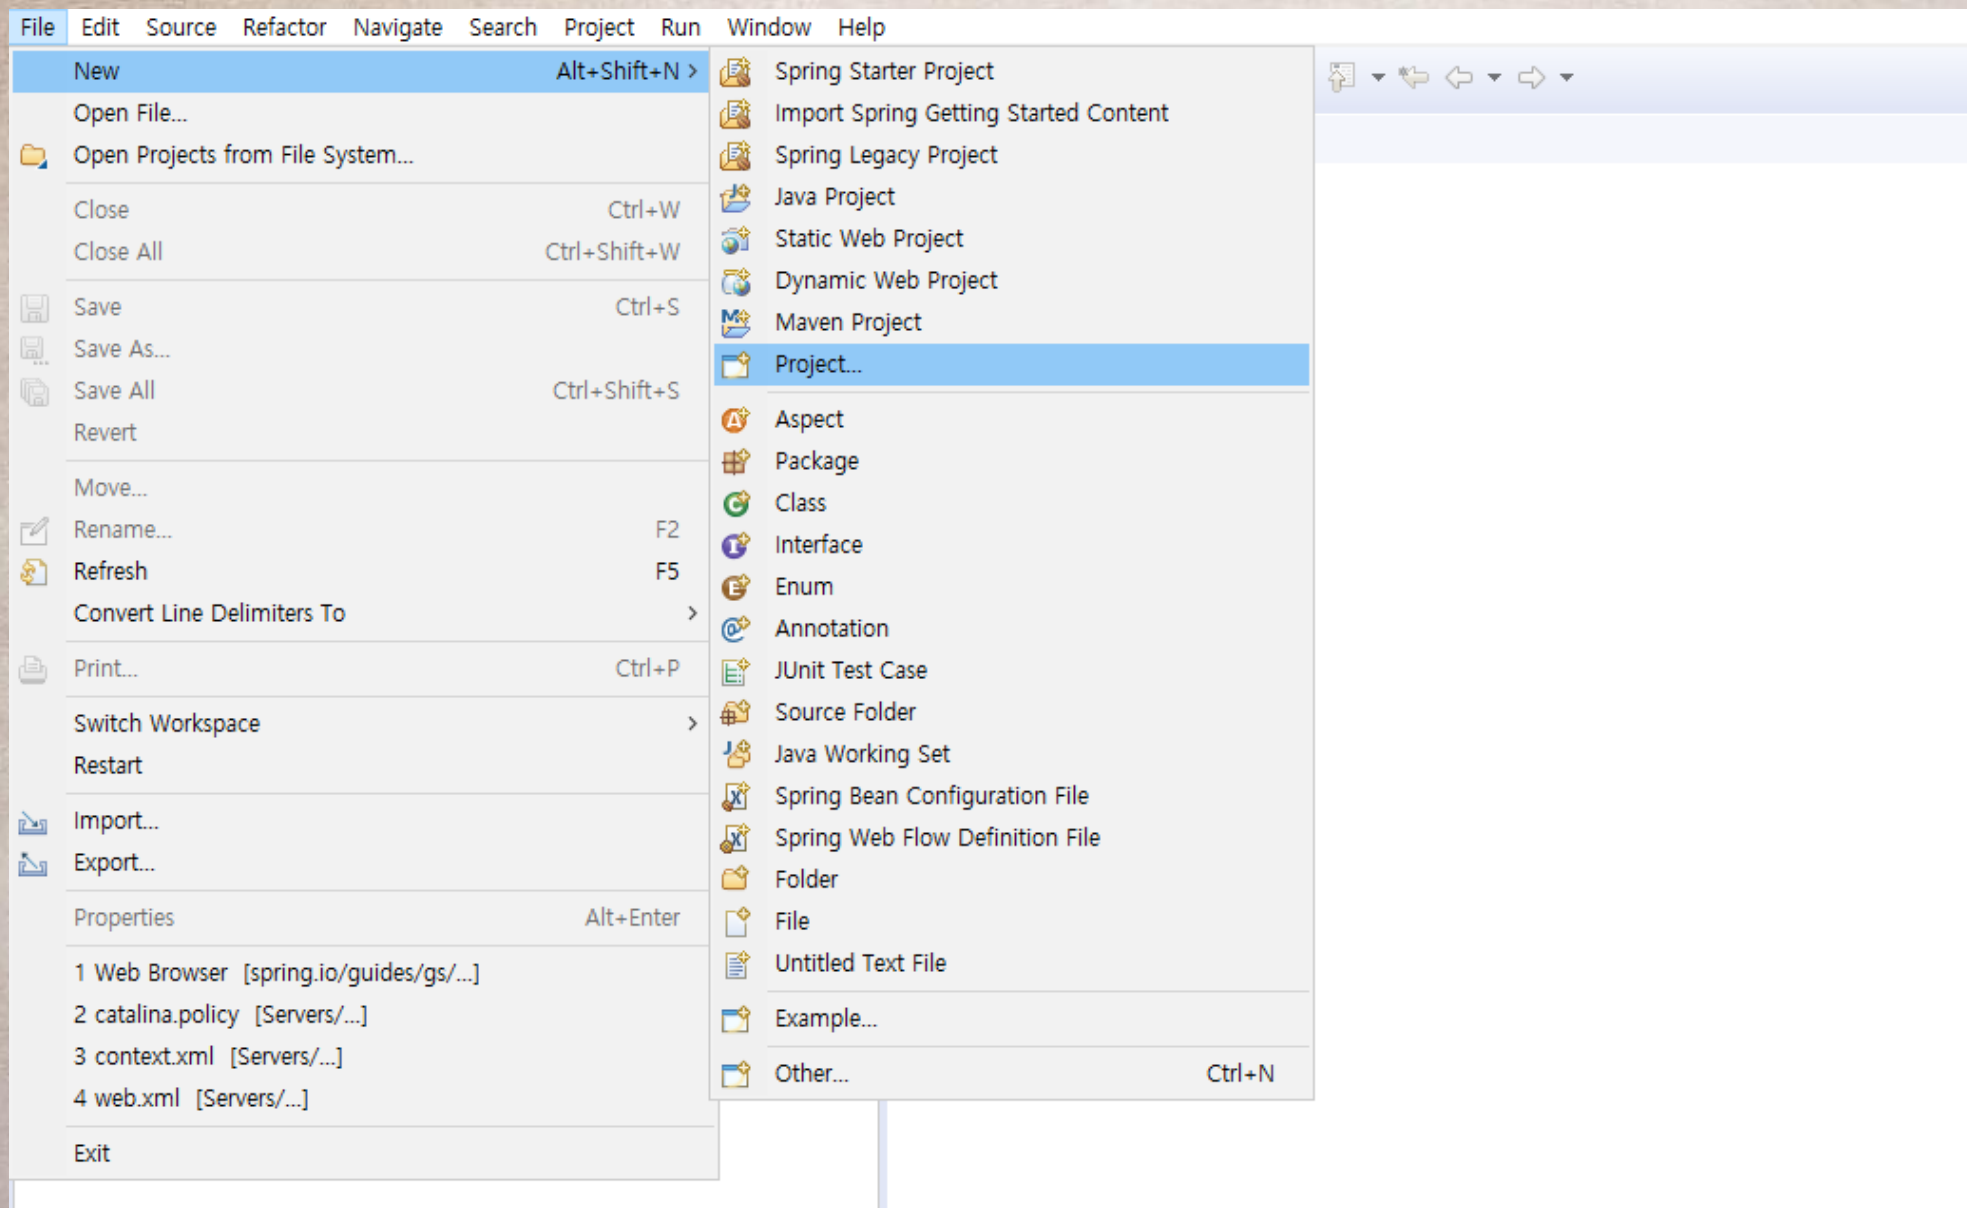 File Edit Source Refactor Navigate Search Project Run Window Help
New Alt+Shift+N >
Open File...
Open Projects from File System...
Close Ctrl+W
Close All Ctrl+Shift+W
Save Ctrl+S
Save As...
Save All Ctrl+Shift+S
Revert
Move...
Rename... F2
Refresh F5
Convert Line Delimiters To >
Print... Ctrl+P
Switch Workspace >
Restart
Import...
Export...
Properties Alt+Enter
1 Web Browser [spring.io/guides/gs/...]
2 catalina.policy [Servers/...]
3 context.xml [Servers/...]
4 web.xml [Servers/...]
Exit
Spring Starter Project
Import Spring Getting Started Content
Spring Legacy Project
Java Project
Static Web Project
Dynamic Web Project
Maven Project
Project...
Aspect
Package
Class
Interface
Enum
Annotation
JUnit Test Case
Source Folder
Java Working Set
Spring Bean Configuration File
Spring Web Flow Definition File
Folder
File
Untitled Text File
Example...
Other... Ctrl+N